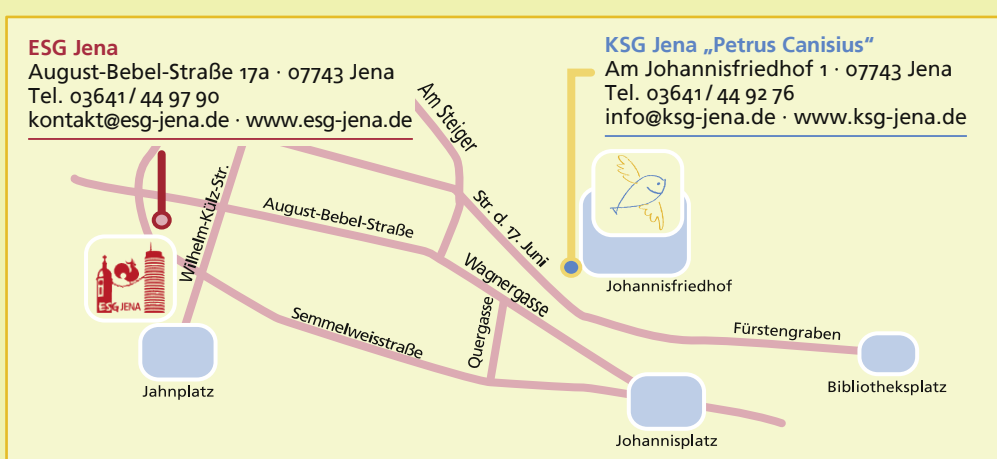 ESG Jena
August-Bebel-Straße 17a · 07743 Jena
Tel. 03641/ 44 97 90
kontakt@esg-jena.de · www.esg-jena.de
KSG Jena „Petrus Canisius“
Am Johannisfriedhof 1 · 07743 Jena
Tel. 03641/ 44 92 76
info@ksg-jena.de · www.ksg-jena.de
Am Steiger
Wilhelm-Külz-Str.
August-Bebel-Straße
Str. d. 17. Juni
Wagnergasse
Johannisfriedhof
ESG JENA
Semmelweisstraße
Quergasse
Fürstengraben
Jahnplatz
Bibliotheksplatz
Johannisplatz